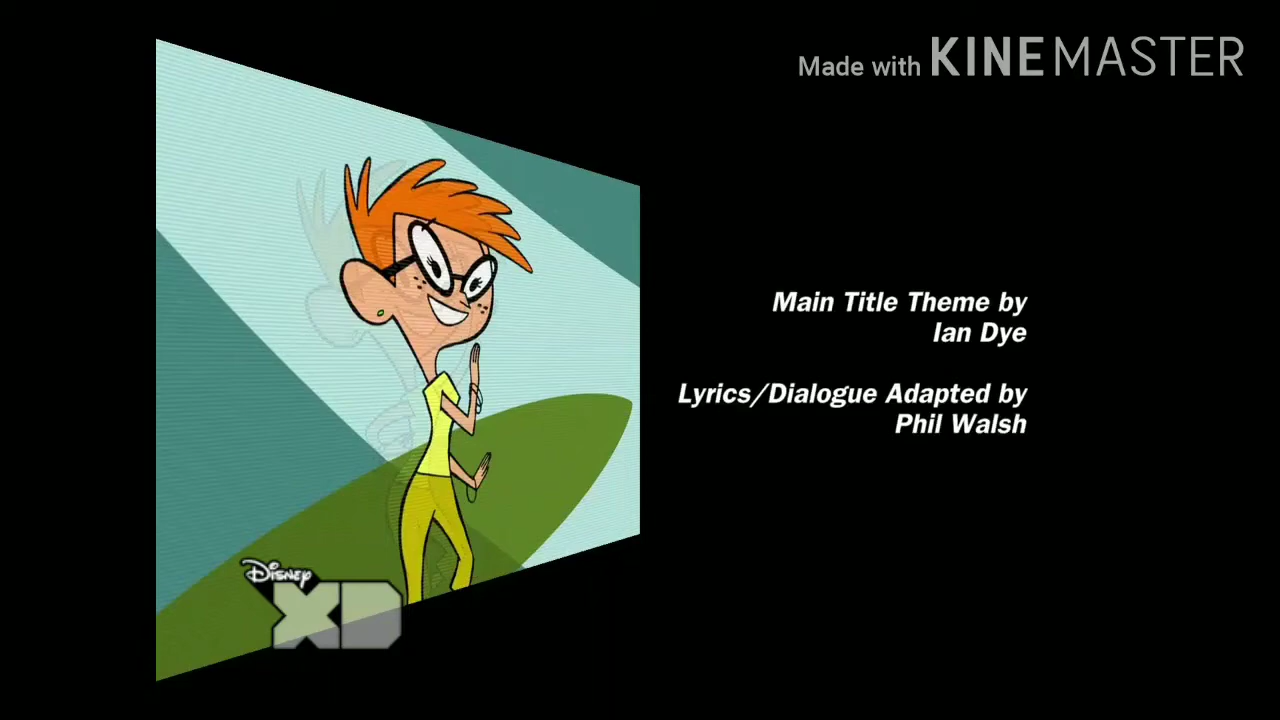 Made with KINEMASTER
Main Title Theme by
Ian Dye
Lyrics/Dialogue Adapted by
Phil Walsh
Disney
XD